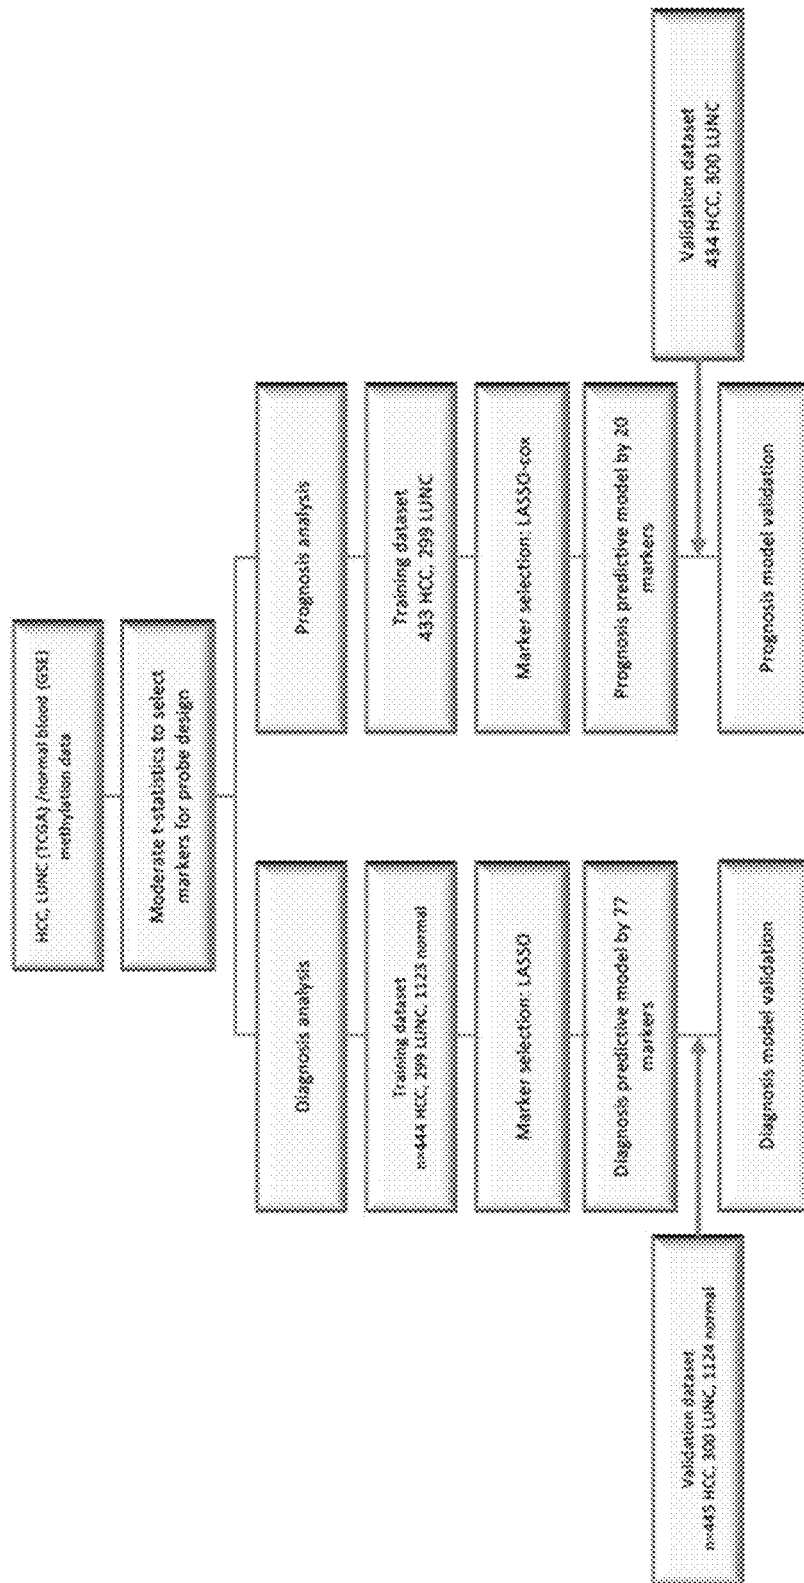 HCC, LUNC (TCGA) /normal blood (GSE)
methylation data
Moderate t-statistics to select
markers for probe design
Diagnosis analysis
Training dataset
n=444 HCC, 299 LUNC, 1123 normal
Marker selection: LASSO
Diagnosis predictive model by 77
markers
Validation dataset
n=445 HCC, 300 LUNC, 1124 normal
Diagnosis model validation
Prognosis analysis
Training dataset
433 HCC, 299 LUNC
Marker selection: LASSO-cox
Prognosis predictive model by 20
markers
Validation dataset
434 HCC, 300 LUNC
Prognosis model validation